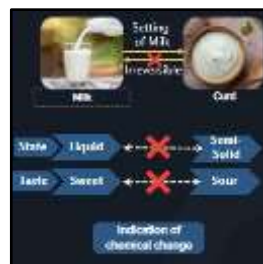 Setting
of Milk
Irreversible
Milk
Curd
State
Liquid
Semi-
Solid
Taste
Sweet
Sour
Indication of
chemical change